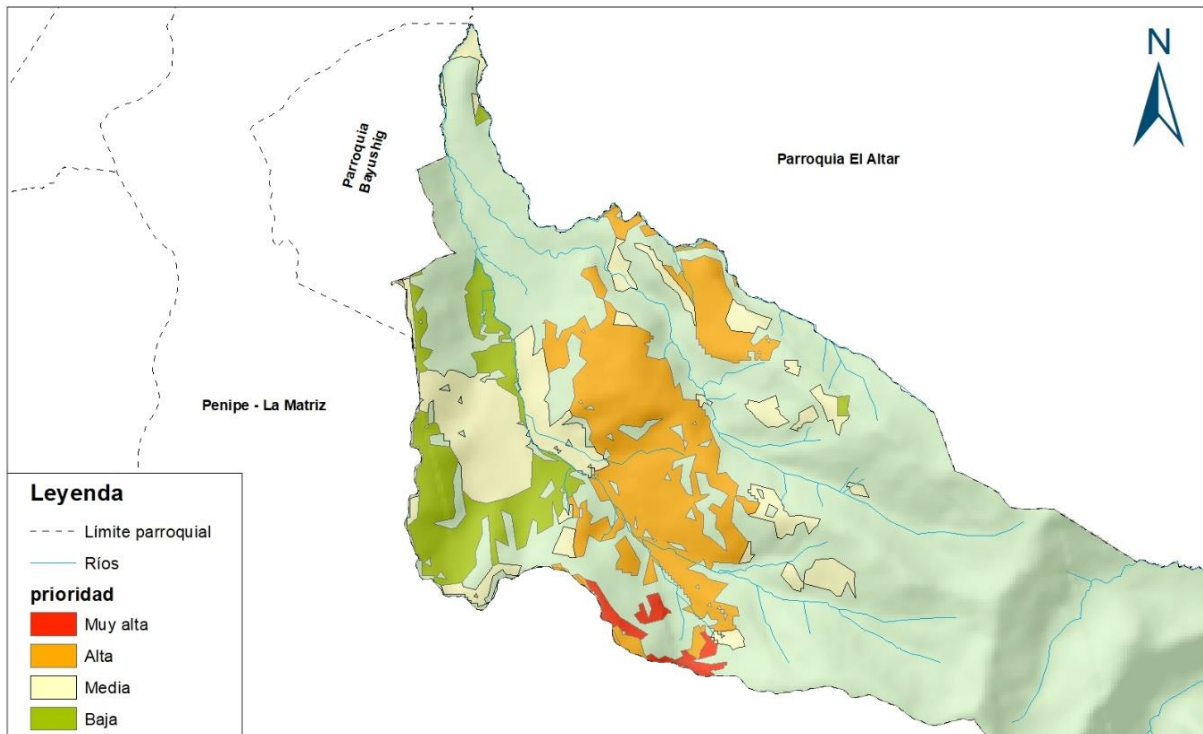 N
Parroquia
Bayushig
Parroquia El Altar
Penipe - La Matriz
Leyenda
Límite parroquial
Ríos
prioridad
Muy alta
Alta
Media
Baja